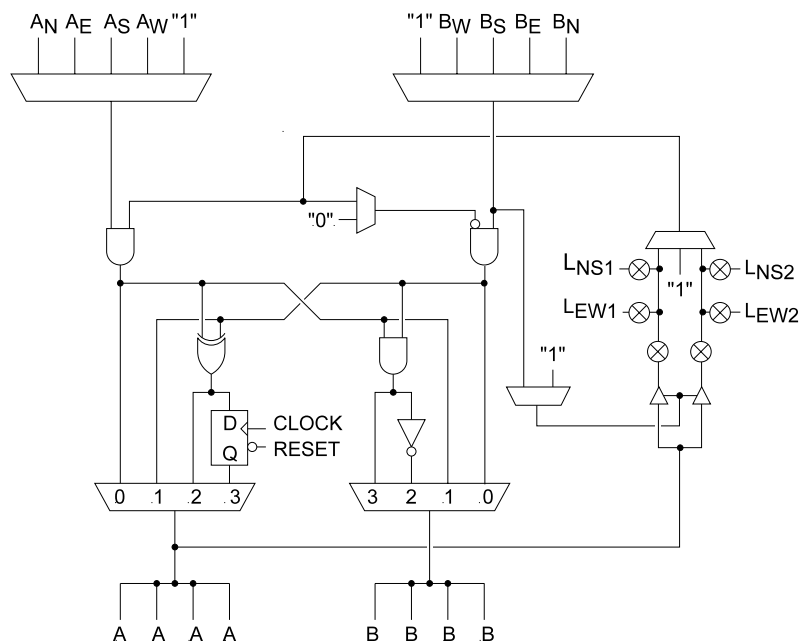 AN AE AS AW "1"
"1" BW BS BE BN
"0"
LNS1
LNS2
"1"
LEW1
LEW2
"1"
D
CLOCK
Q
RESET
.0 .1 .2 .3
3 2 .1 .0
A A A A
B B B .B